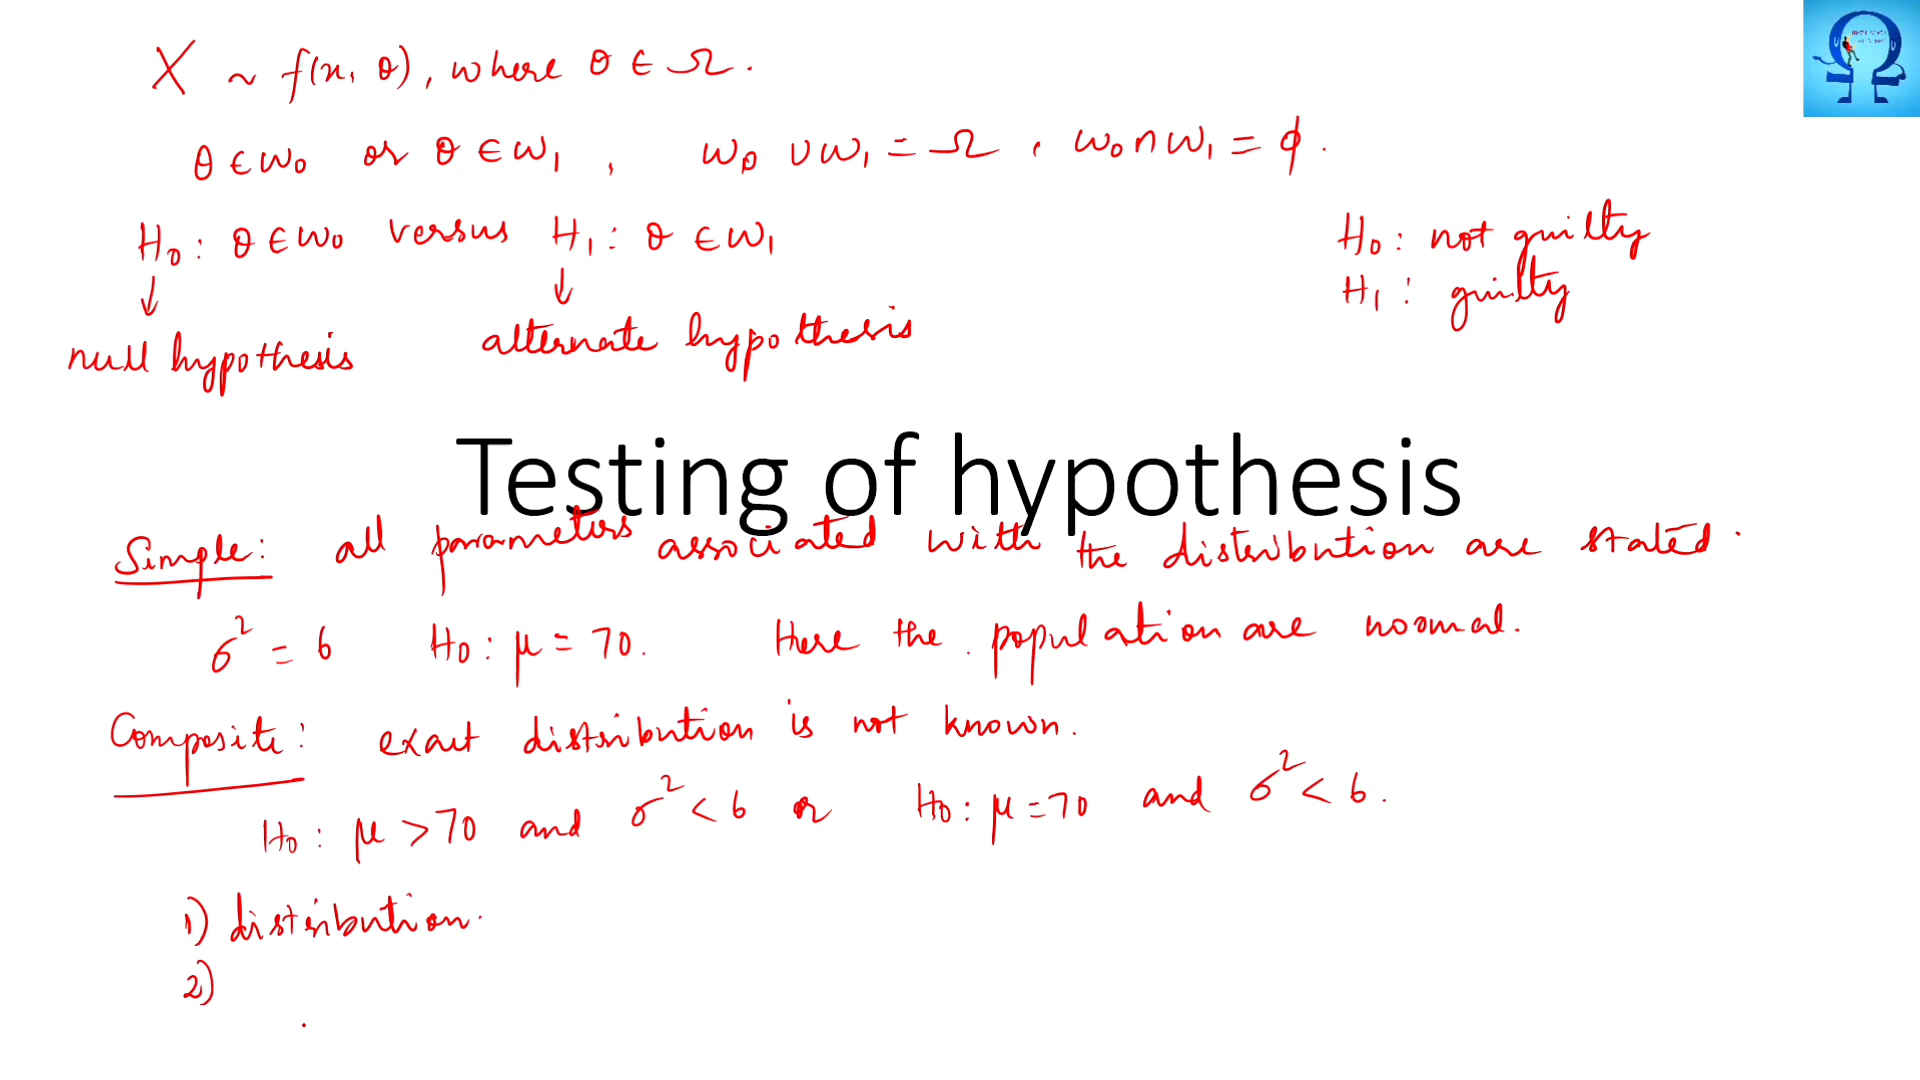 X ~ f(x, θ), where θ ∈ Ω.
θ ∈ ω₀ or θ ∈ ω₁, ω₀ ∪ ω₁ = Ω, ω₀ ∩ ω₁ = ϕ.
H₀: θ ∈ ω₀ versus H₁: θ ∈ ω₁
H₀: not guilty
H₁: guilty
↓ ↓
null hypothesis alternate hypothesis
Testing of hypothesis
Simple: all parameters associated with the distribution are stated.
σ² = 6 H₀: μ = 70. Here the population are normal.
Composite: exact distribution is not known.
H₀: μ > 70 and σ² < 6 or H₀: μ = 70 and σ² < 6.
1) distribution.
2)